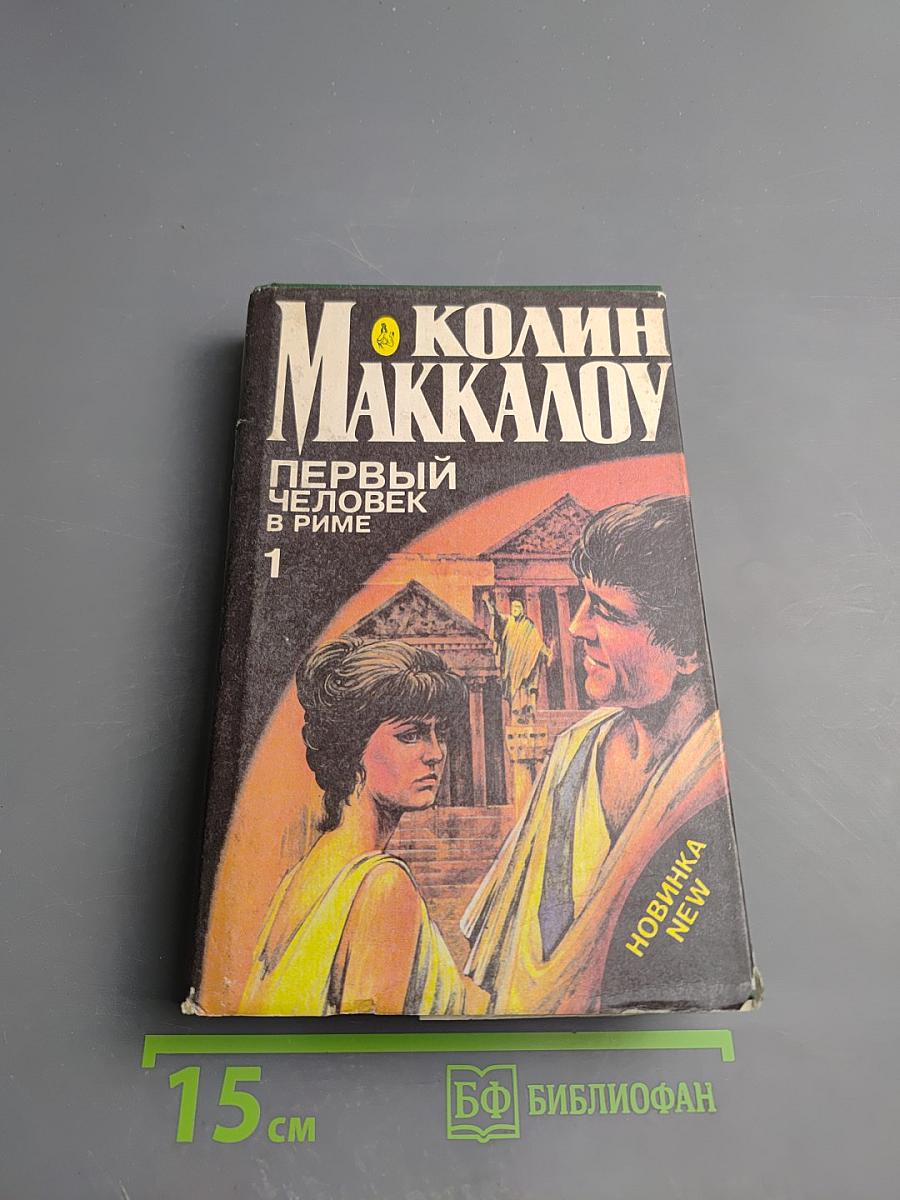 КОЛИН
МАККАЛОУ
ПЕРВЫЙ
ЧЕЛОВЕК
В РИМЕ
1
НОВИНКА
NEW
15 см
БФ БИБЛИОФАН